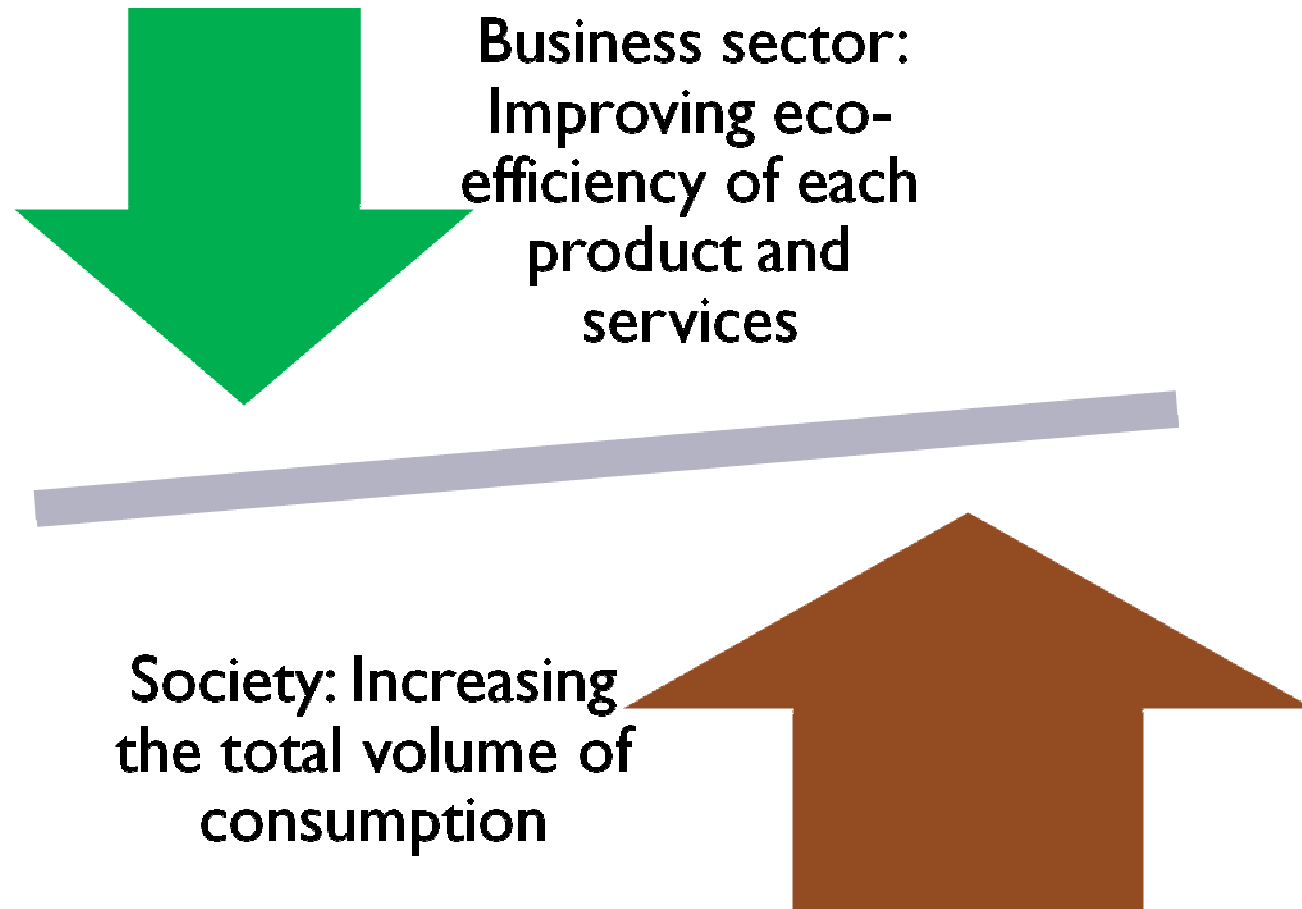 Business sector:
Improving eco-
efficiency of each
product and
services
Society: Increasing
the total volume of
consumption